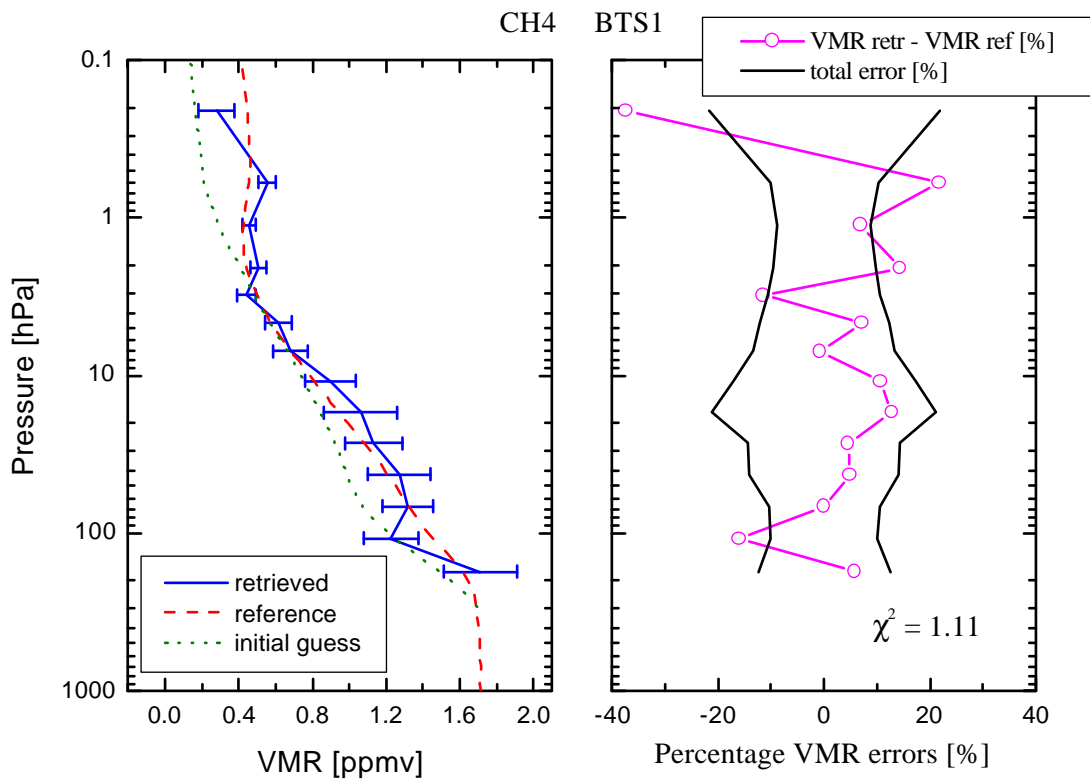 CH4 BTS1
VMR retr - VMR ref [%]
total error [%]
0.1
1
10
100
1000
Pressure [hPa]
retrieved
reference
initial guess
0.0 0.4 0.8 1.2 1.6 2.0
VMR [ppmv]
χ² = 1.11
-40 -20 0 20 40
Percentage VMR errors [%]